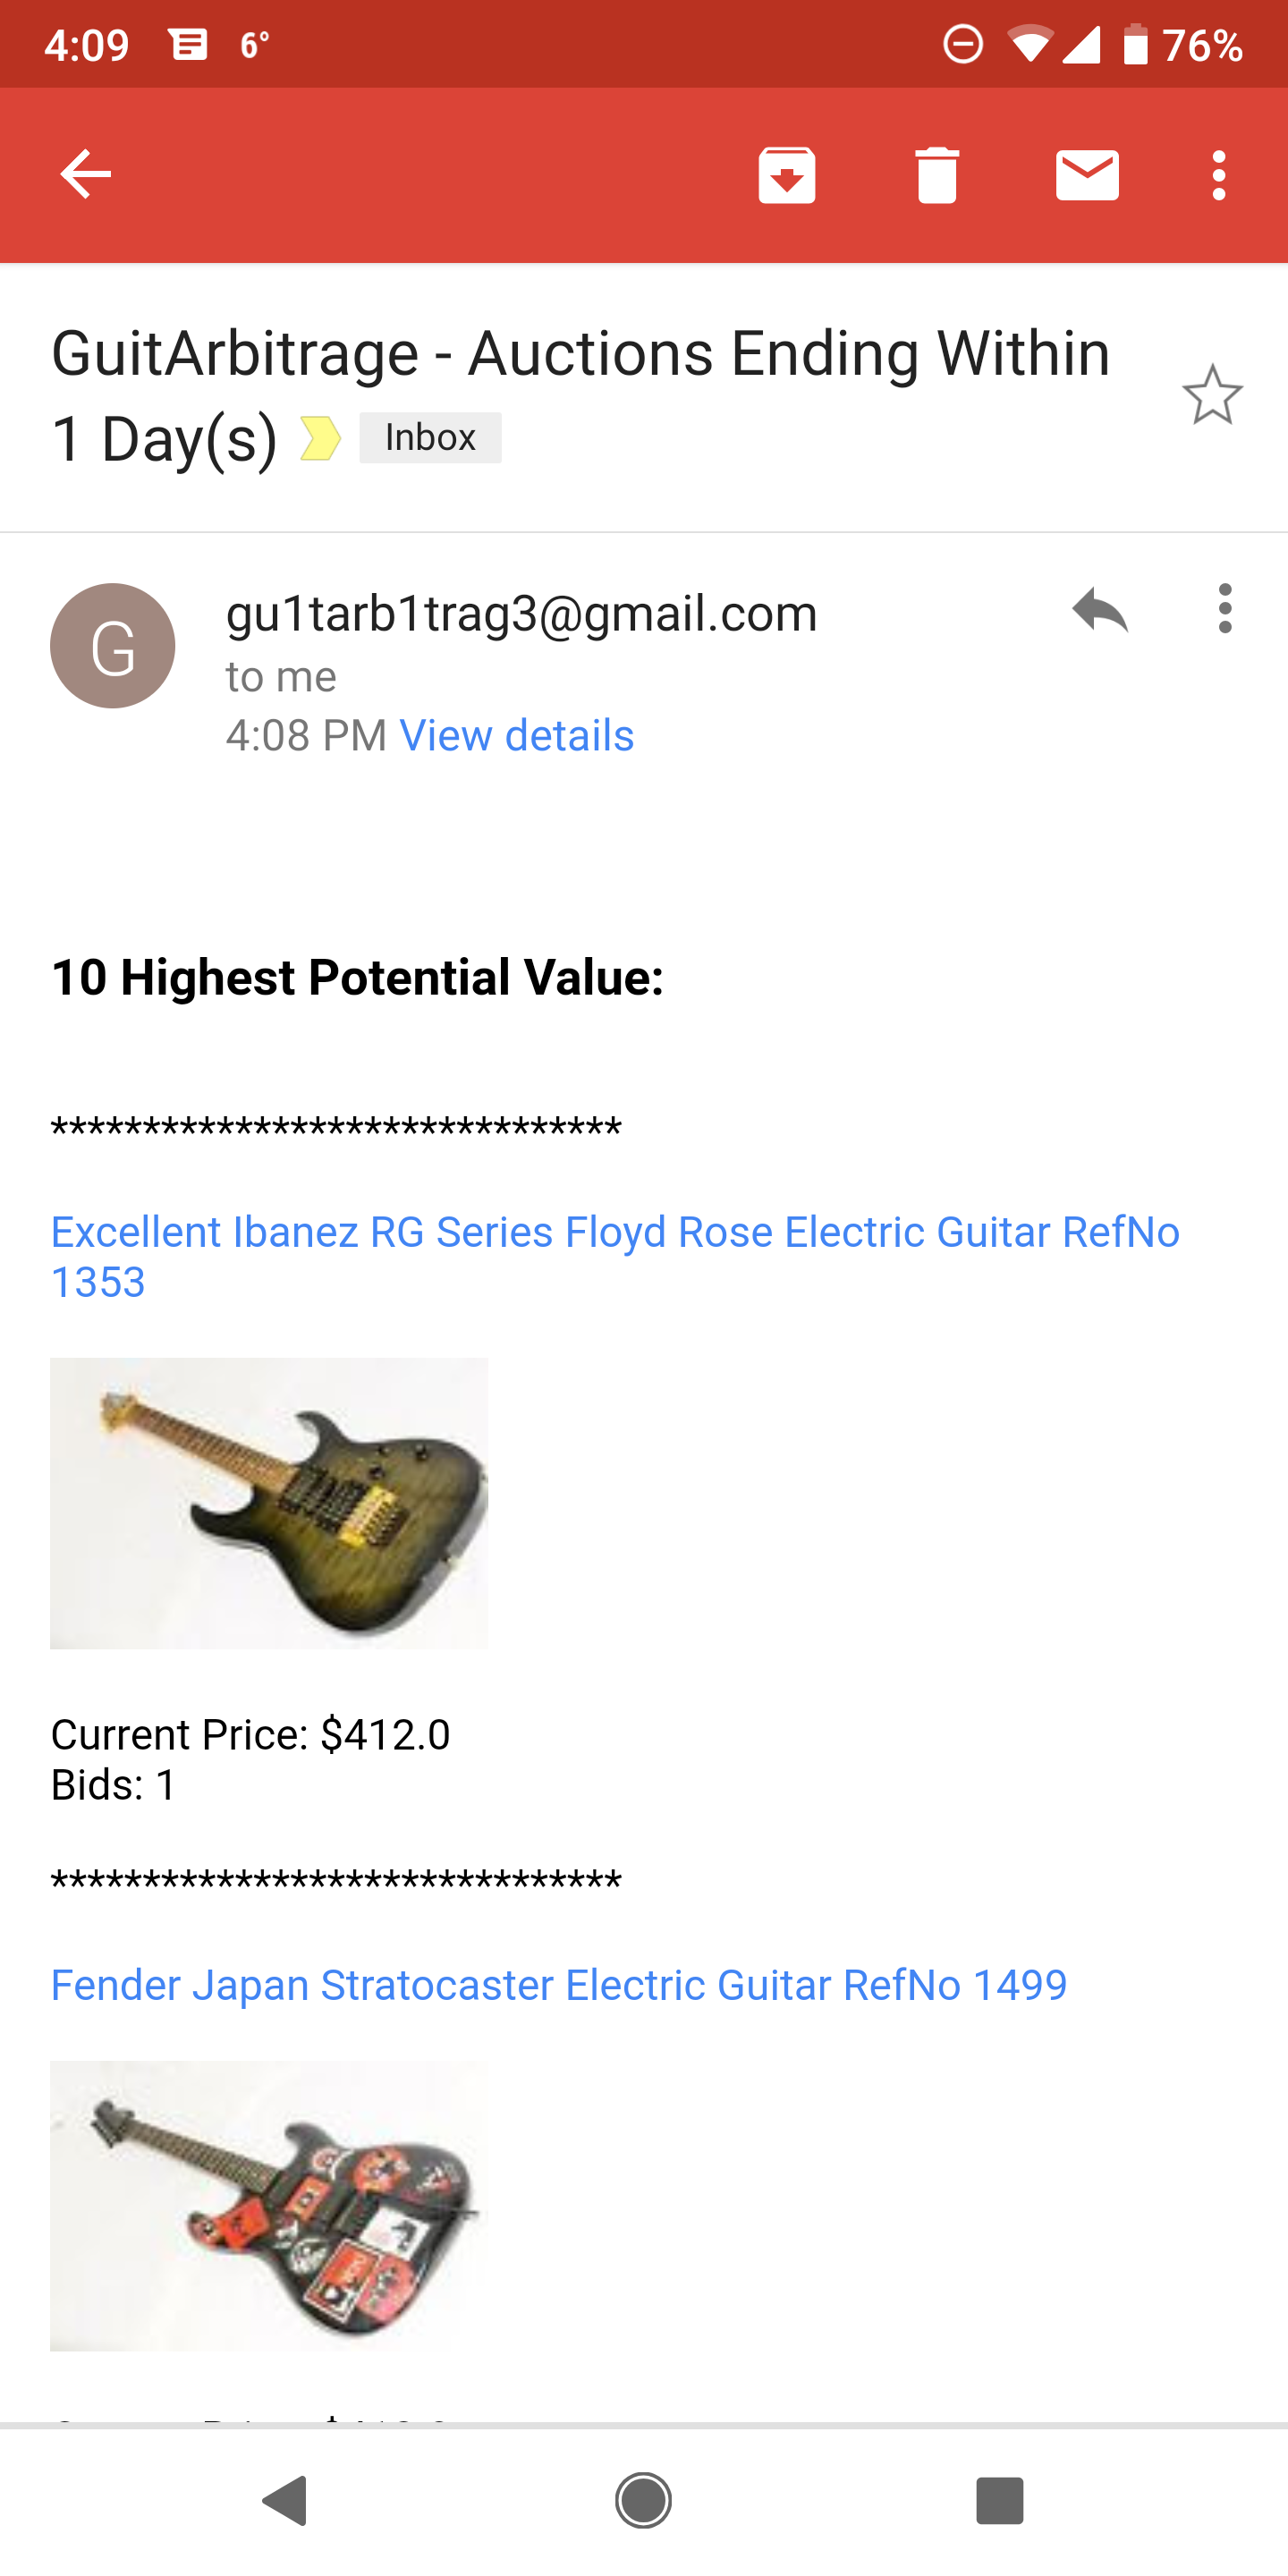 4:09 6° 76%
GuitArbitrage - Auctions Ending Within
1 Day(s) Inbox
G
gu1tarb1trag3@gmail.com
to me
4:08 PM View details
10 Highest Potential Value:
*******************************
Excellent Ibanez RG Series Floyd Rose Electric Guitar RefNo
1353
Current Price: $412.0
Bids: 1
*******************************
Fender Japan Stratocaster Electric Guitar RefNo 1499